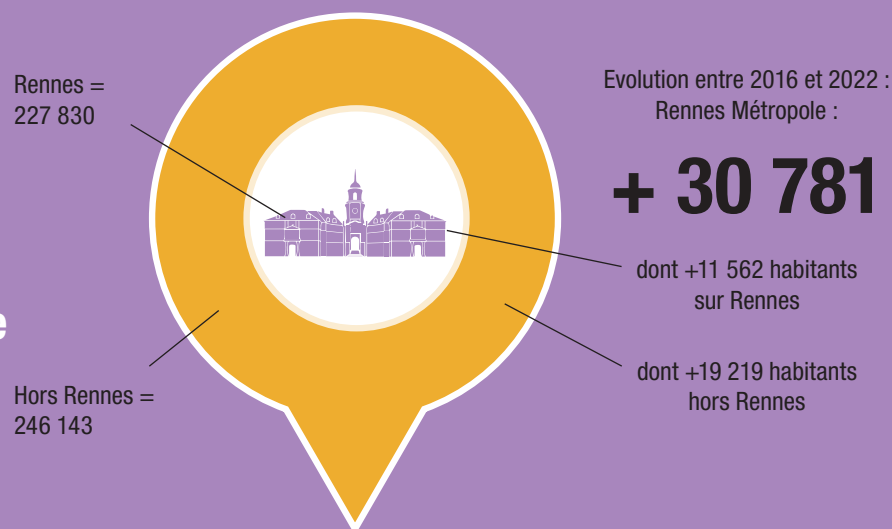 Rennes =
227 830
Hors Rennes =
246 143
Evolution entre 2016 et 2022 :
Rennes Métropole :
+ 30 781
dont +11 562 habitants
sur Rennes
dont +19 219 habitants
hors Rennes